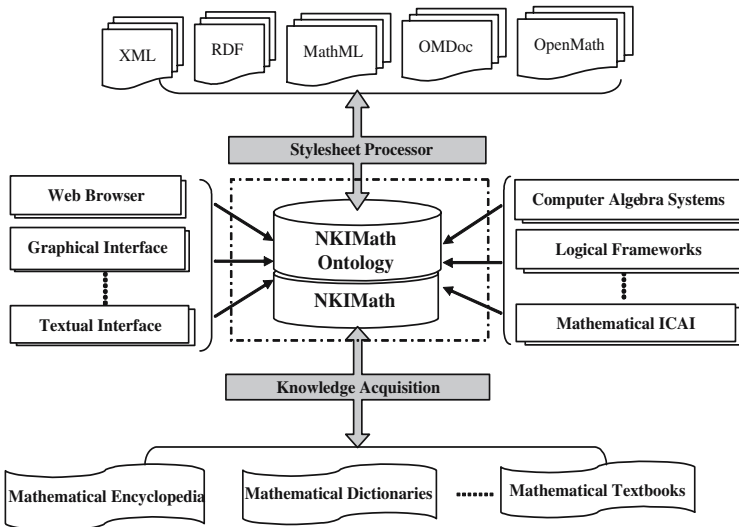 XML
RDF
MathML
OMDoc
OpenMath
Stylesheet Processor
Web Browser
Graphical Interface
Textual Interface
NKIMath
Ontology
NKIMath
Computer Algebra Systems
Logical Frameworks
Mathematical ICAI
Knowledge Acquisition
Mathematical Encyclopedia
Mathematical Dictionaries
Mathematical Textbooks